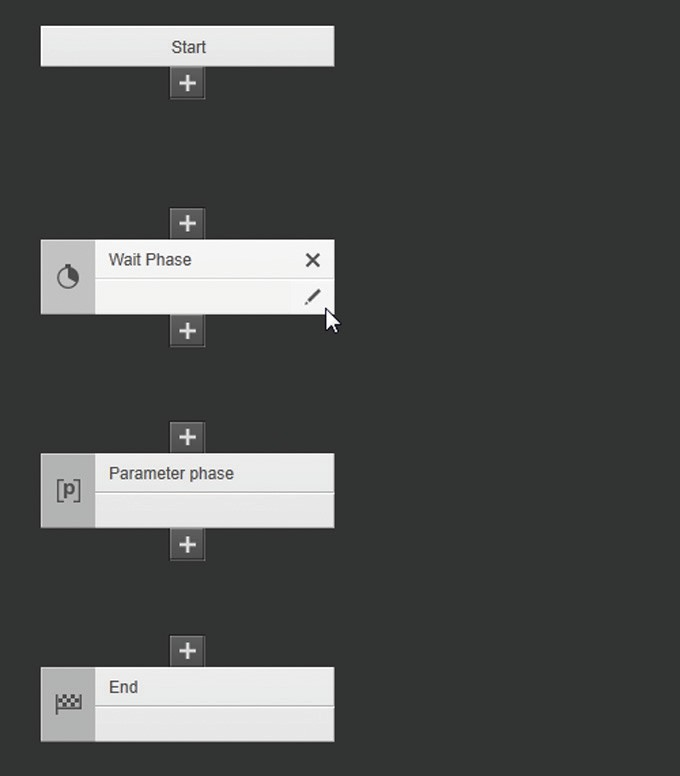 Start
Wait Phase
[p] Parameter phase
End